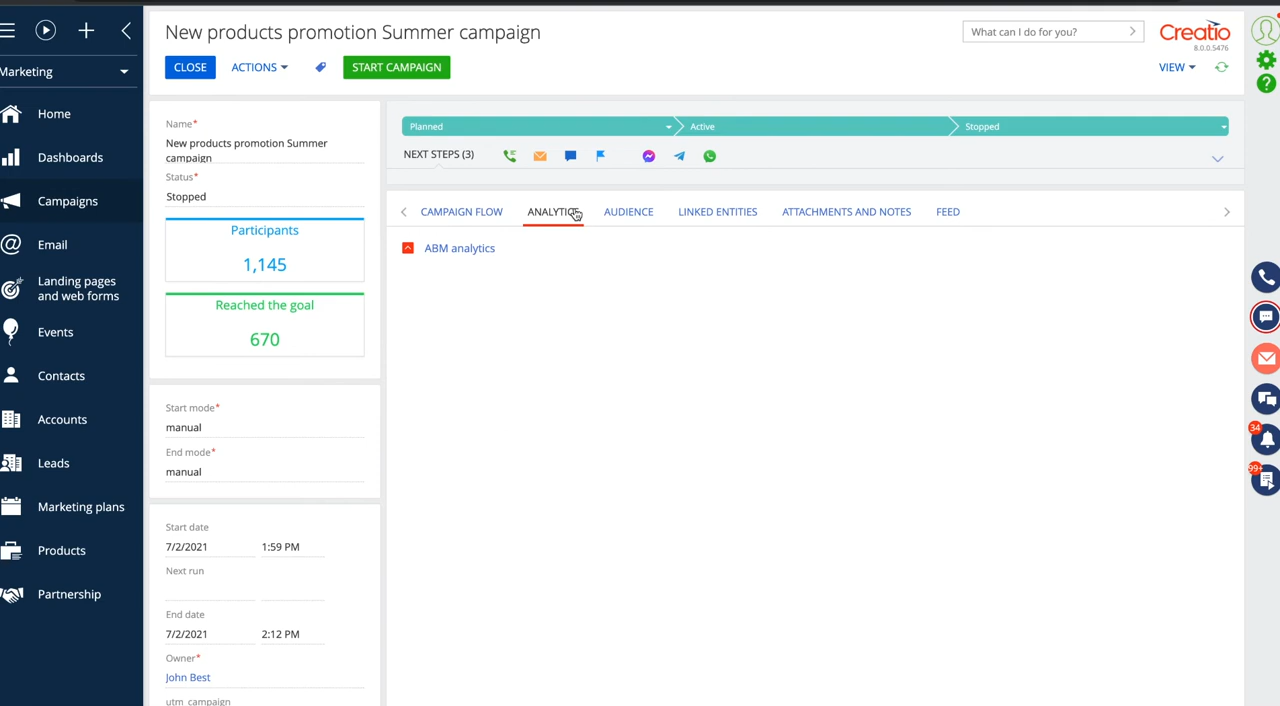 New products promotion Summer campaign
What can I do for you?
Creatio
8.0.0.5476
CLOSE
ACTIONS
START CAMPAIGN
VIEW
Marketing
Home
Dashboards
Campaigns
Email
Landing pages
and web forms
Events
Contacts
Accounts
Leads
Marketing plans
Products
Partnership
Name*
New products promotion Summer
campaign
Status*
Stopped
Participants
1,145
Reached the goal
670
Start mode*
manual
End mode*
manual
Start date
7/2/2021 1:59 PM
Next run
End date
7/2/2021 2:12 PM
Owner*
John Best
utm_campaign
Planned
Active
Stopped
NEXT STEPS (3)
CAMPAIGN FLOW
ANALYTICS
AUDIENCE
LINKED ENTITIES
ATTACHMENTS AND NOTES
FEED
ABM analytics
34
99+